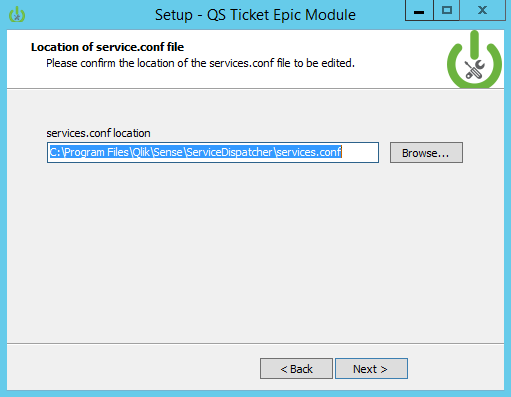 Setup - QS Ticket Epic Module
Location of service.conf file
Please confirm the location of the services.conf file to be edited.
services.conf location
C:\Program Files\Qlik\Sense\ServiceDispatcher\services.conf
Browse...
< Back
Next >